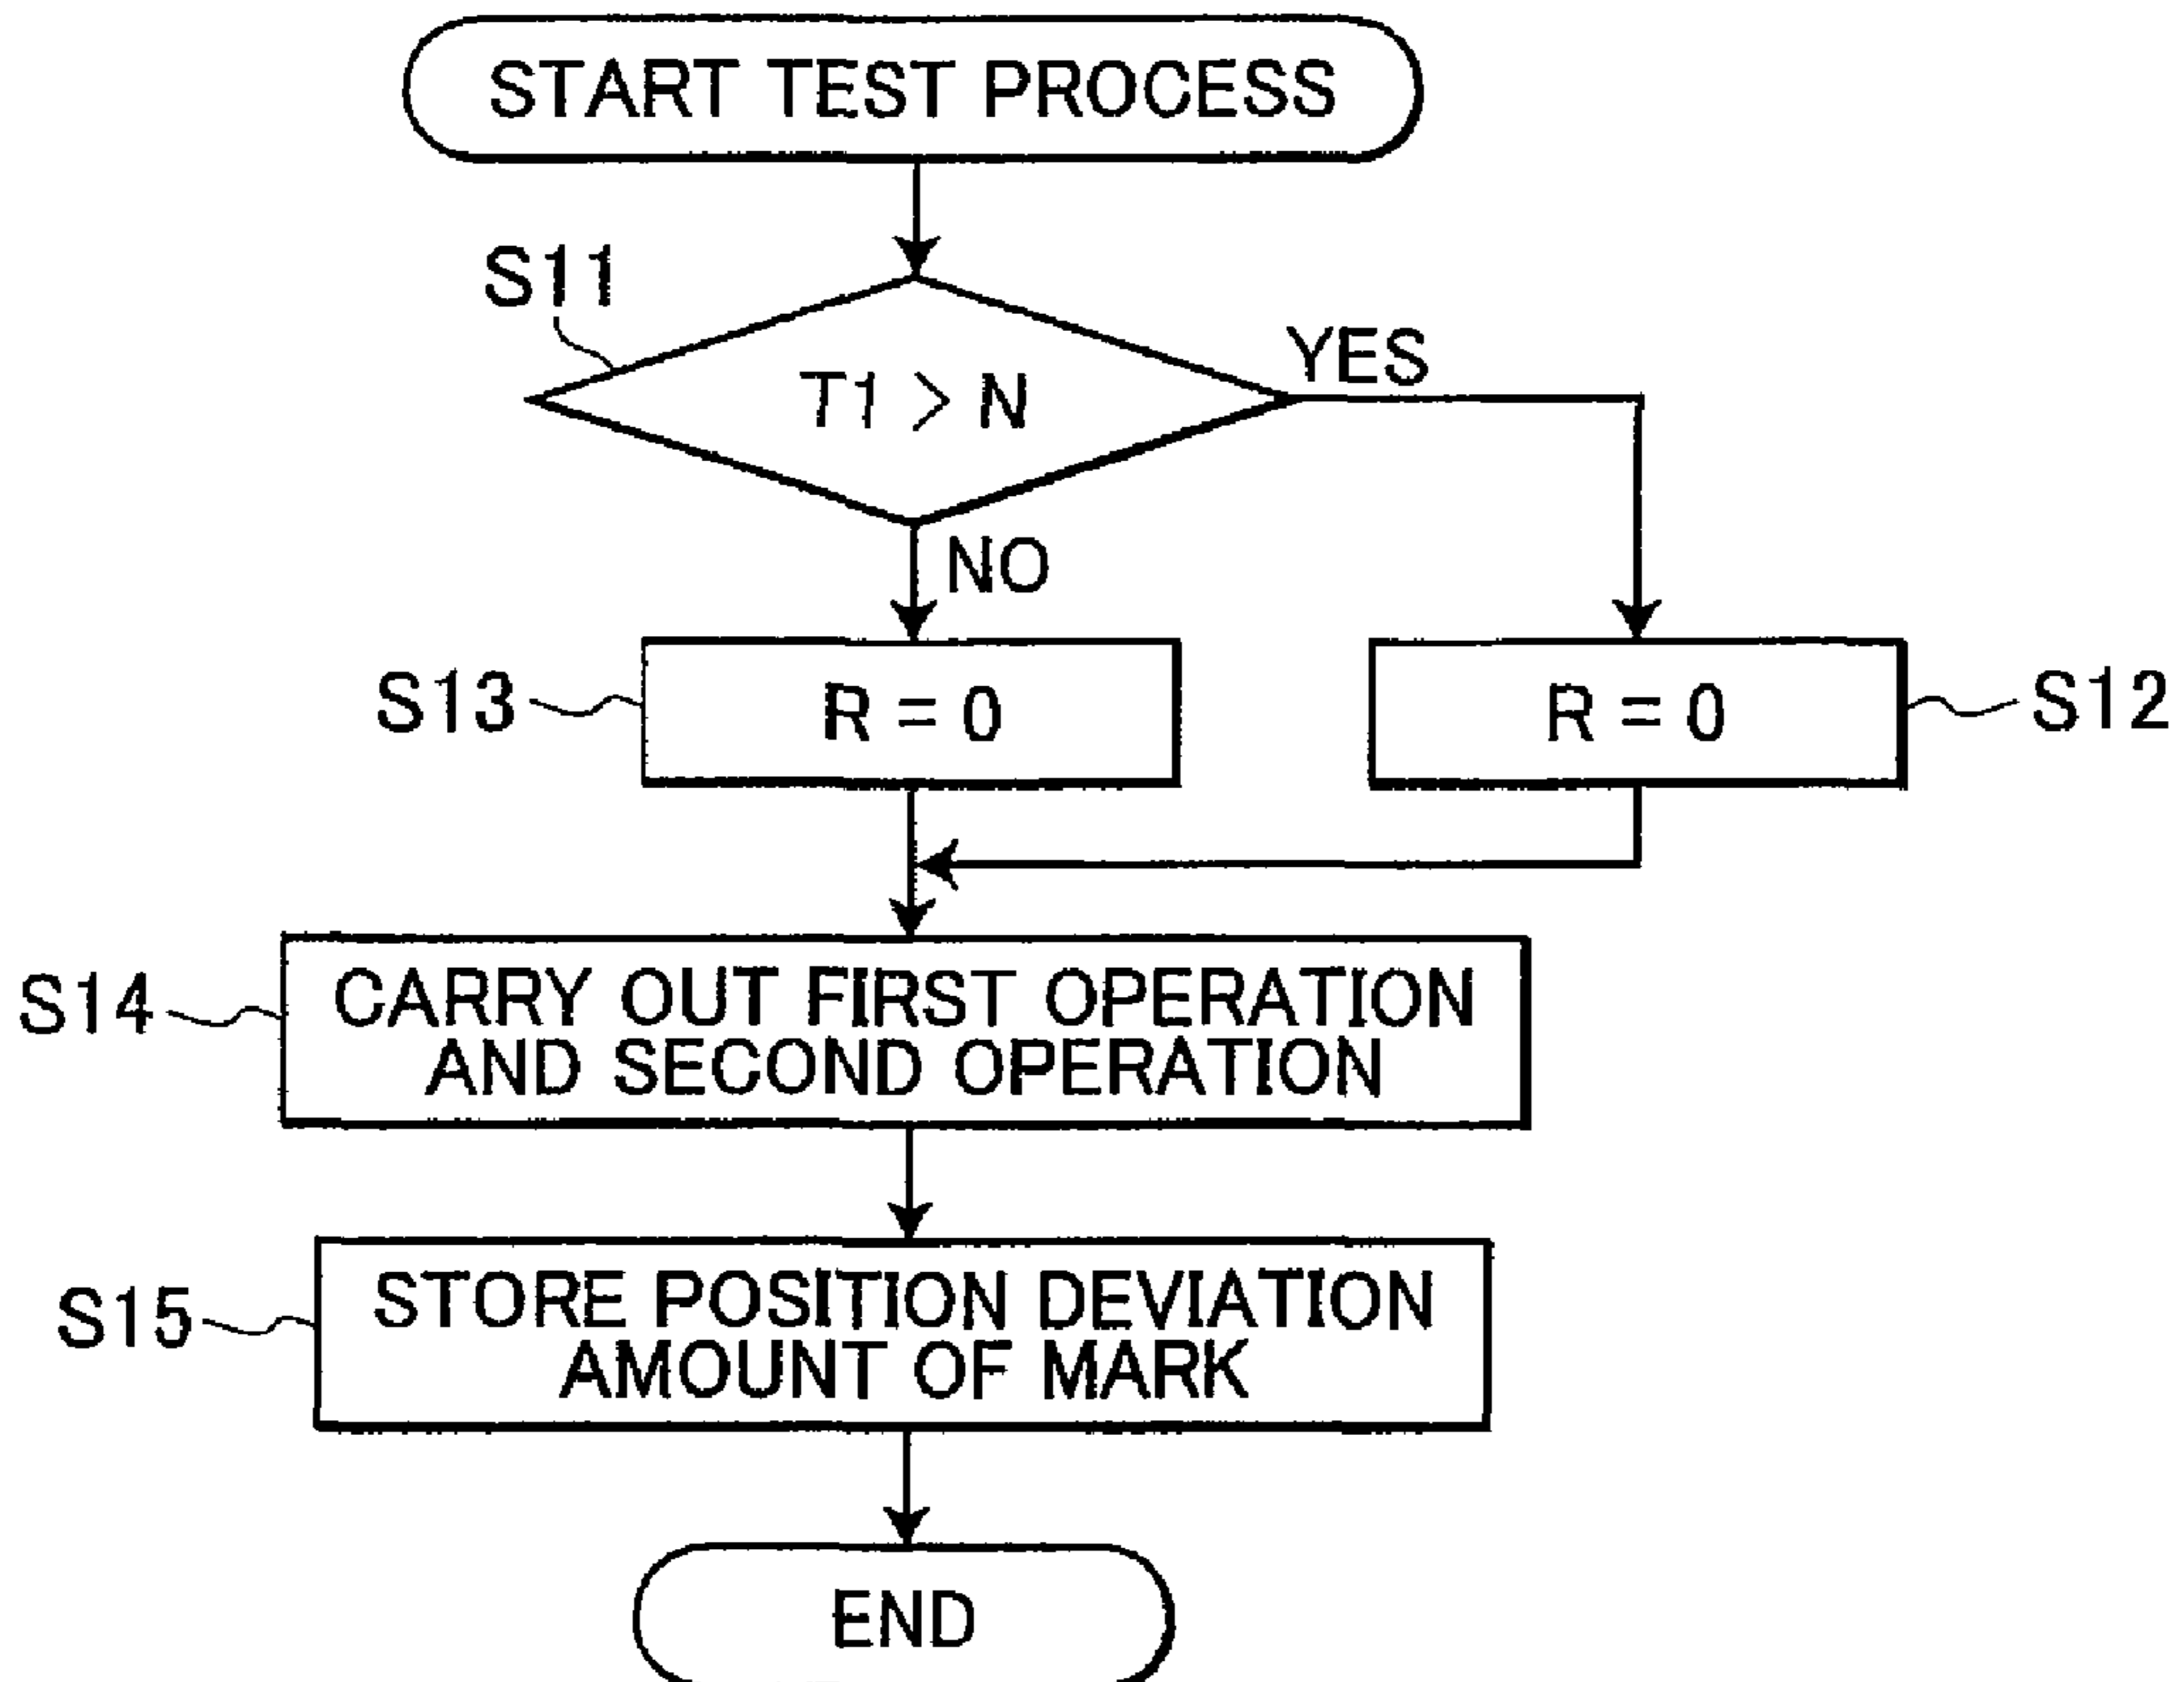 START TEST PROCESS
S11
T1 > N
YES
NO
S13
R = 0
R = 0
S12
S14
CARRY OUT FIRST OPERATION
AND SECOND OPERATION
S15
STORE POSITION DEVIATION
AMOUNT OF MARK
END